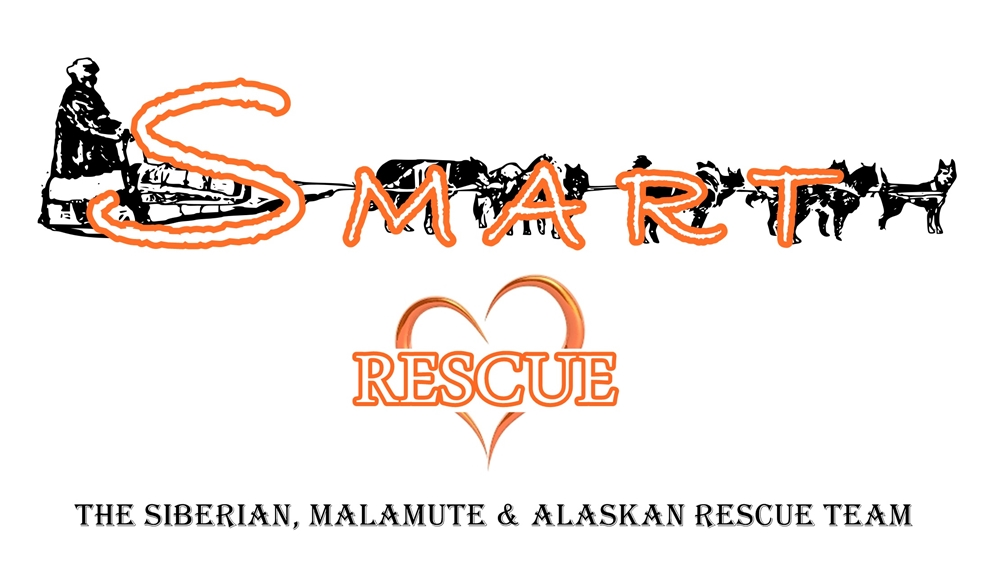 SMART
RESCUE
THE SIBERIAN, MALAMUTE & ALASKAN RESCUE TEAM